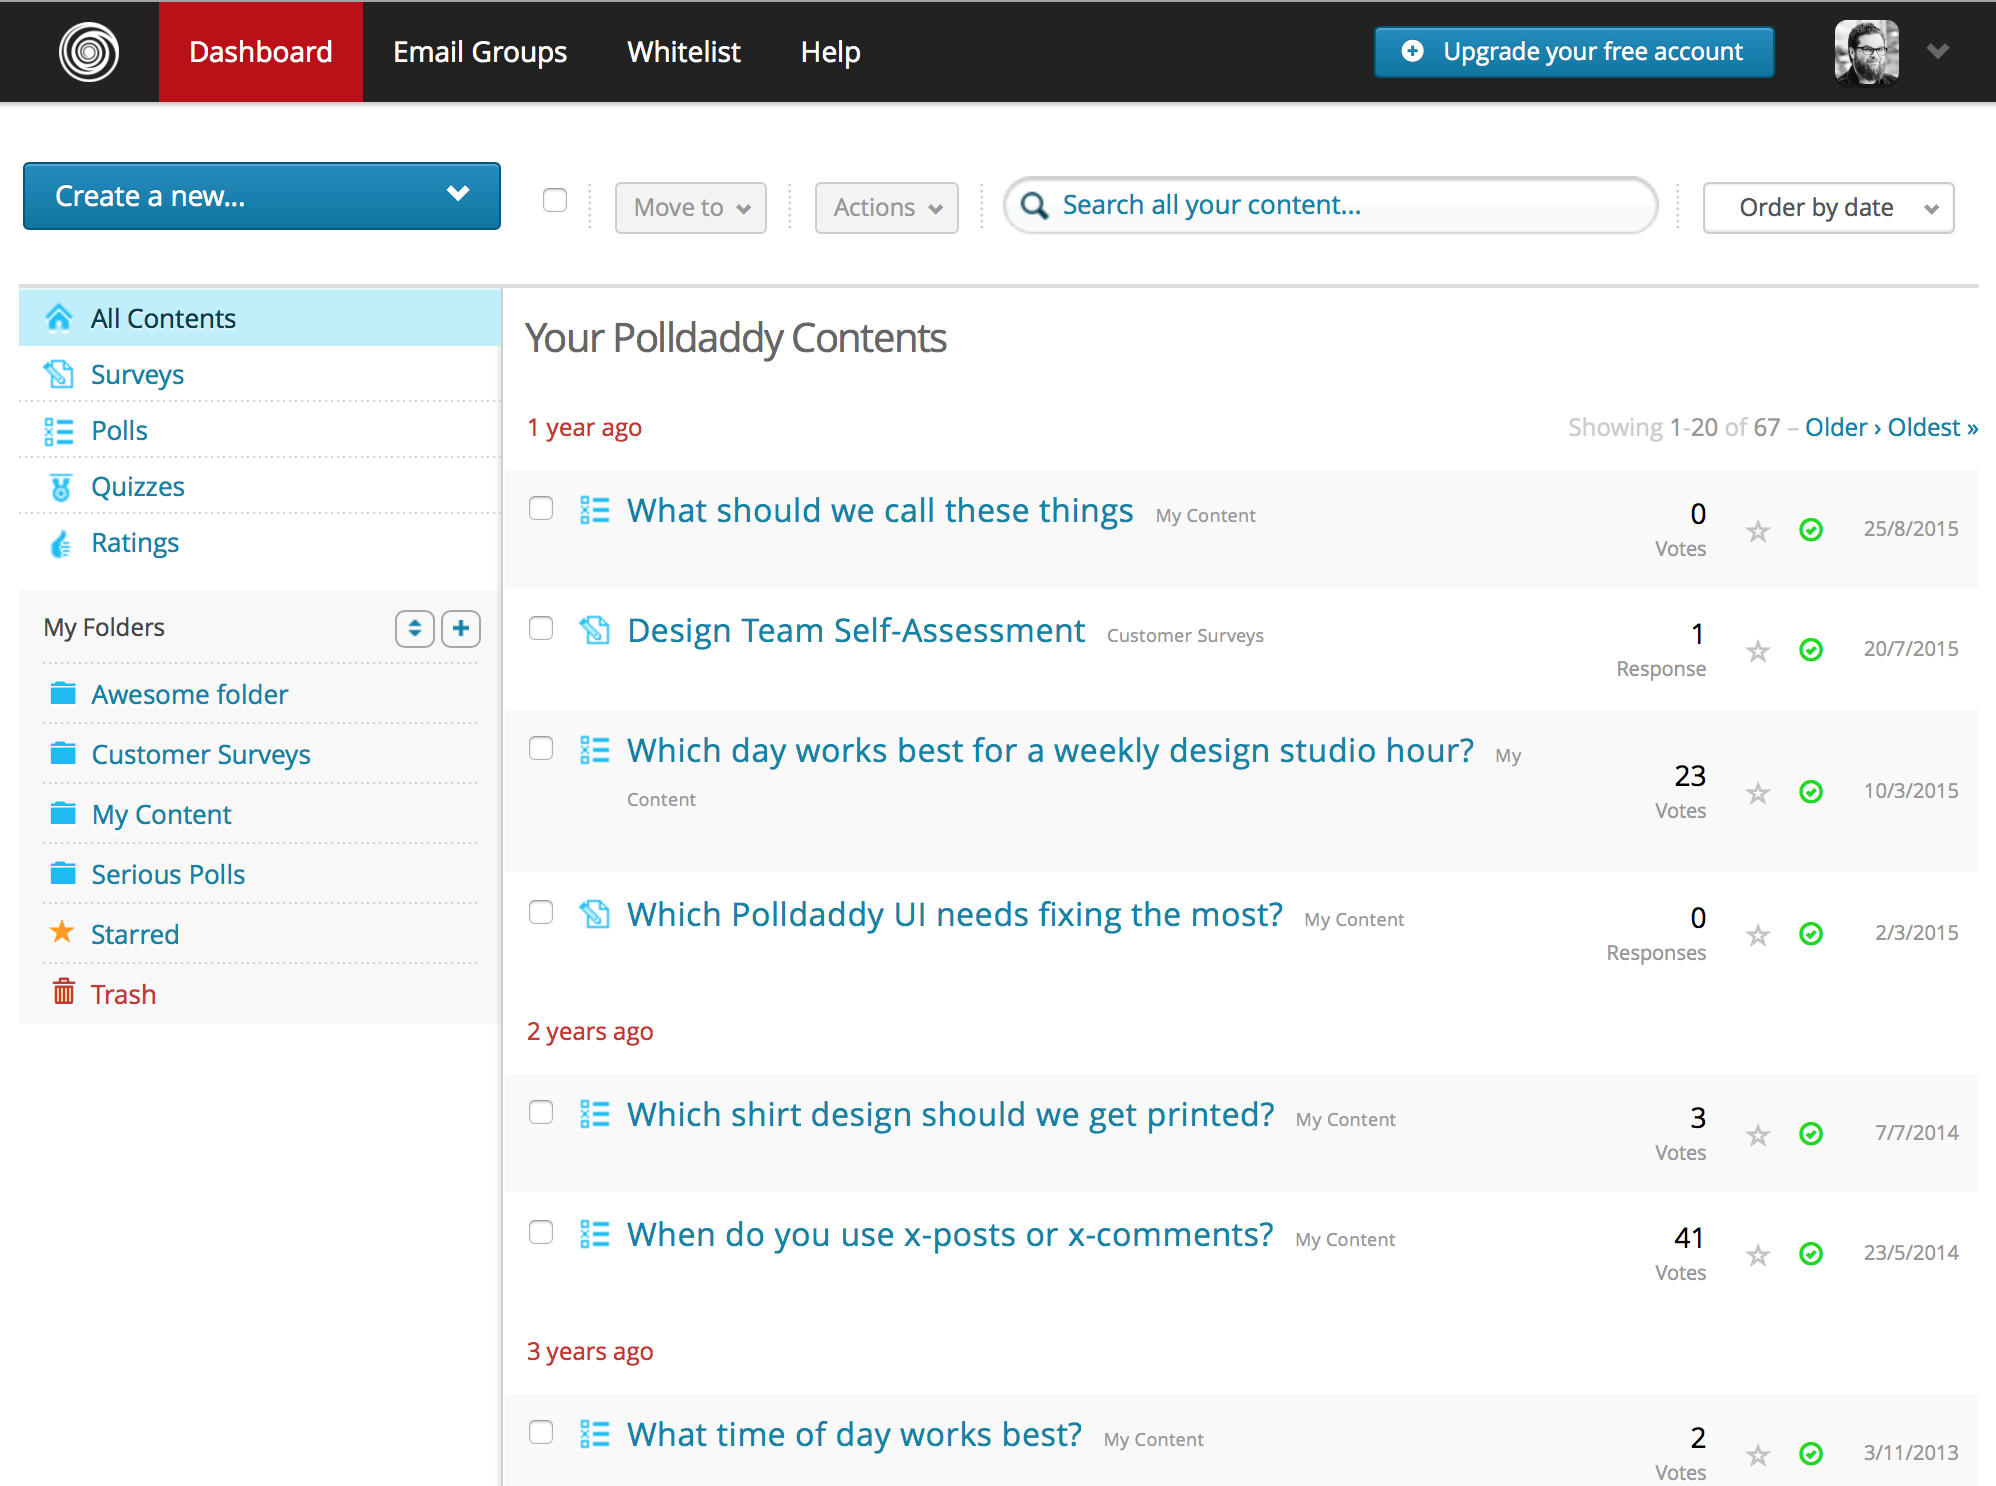 Dashboard Email Groups Whitelist Help Upgrade your free account
Create a new... Move to Actions Search all your content... Order by date
All Contents
Surveys
Polls
Quizzes
Ratings
My Folders
Awesome folder
Customer Surveys
My Content
Serious Polls
Starred
Trash
Your Polldaddy Contents
1 year ago Showing 1-20 of 67 – Older › Oldest »
What should we call these things My Content 0 25/8/2015
Votes
Design Team Self-Assessment Customer Surveys 1 20/7/2015
Response
Which day works best for a weekly design studio hour? My
Content
23 10/3/2015
Votes
Which Polldaddy UI needs fixing the most? My Content 0 2/3/2015
Responses
2 years ago
Which shirt design should we get printed? My Content 3 7/7/2014
Votes
When do you use x-posts or x-comments? My Content 41 23/5/2014
Votes
3 years ago
What time of day works best? My Content 2 3/11/2013
Votes